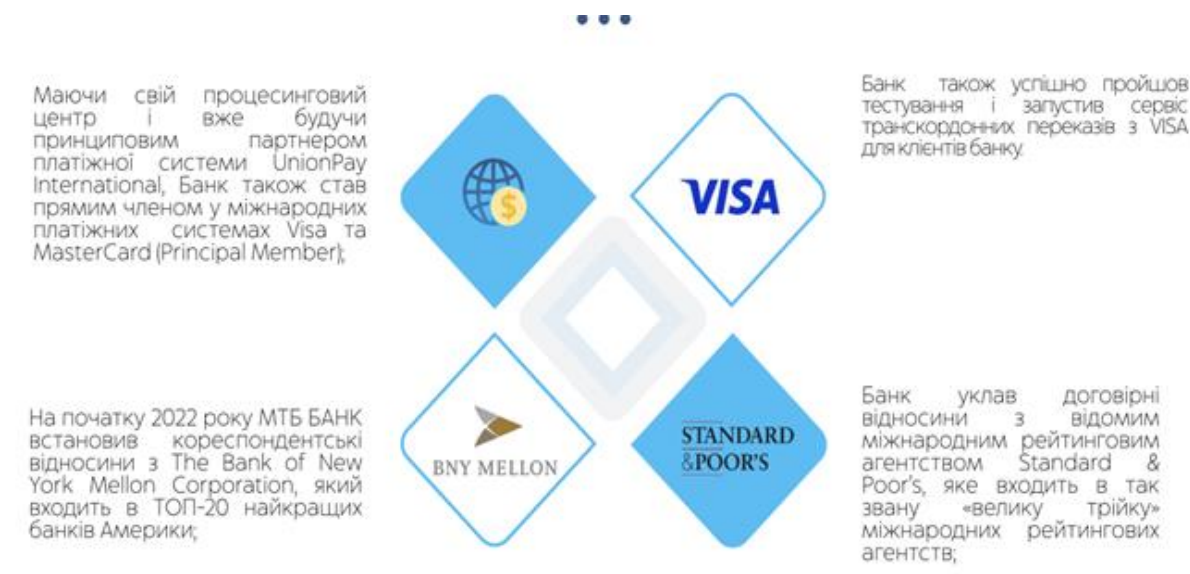 Маючи свій процесинговий
центр і вже будучи
принциповим партнером
платіжної системи UnionPay
International, Банк також став
прямим членом у міжнародних
платіжних системах Visa та
MasterCard (Principal Member);
Банк також успішно пройшов
тестування і запустив сервіс
транскордонних переказів з VISA
для клієнтів банку.
$
VISA
На початку 2022 року МТБ БАНК
встановив кореспондентські
відносини з The Bank of New
York Mellon Corporation, який
входить в ТОП-20 найкращих
банків Америки;
BNY MELLON
STANDARD
&POOR'S
Банк уклав договірні
відносини з відомим
міжнародним рейтинговим
агентством Standard &
Poor's, яке входить в так
звану «велику трійку»
міжнародних рейтингових
агентств;